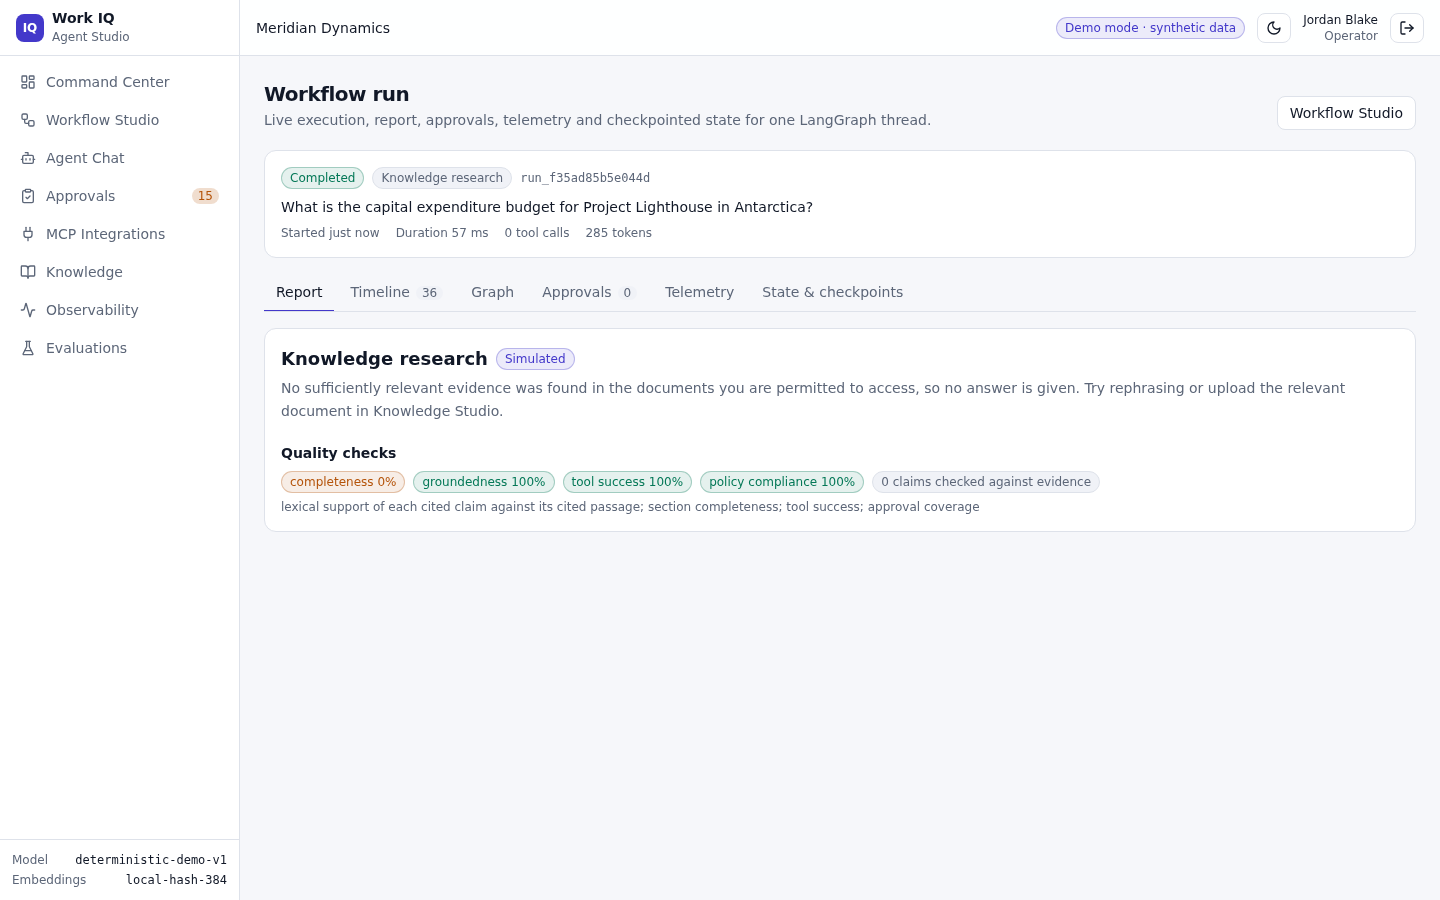 IQ
Work IQ
Agent Studio
Meridian Dynamics
Demo mode · synthetic data
Jordan Blake
Operator
Command Center
Workflow Studio
Agent Chat
Approvals 15
MCP Integrations
Knowledge
Observability
Evaluations
Model deterministic-demo-v1
Embeddings local-hash-384
Workflow run
Live execution, report, approvals, telemetry and checkpointed state for one LangGraph thread.
Workflow Studio
Completed Knowledge research run_f35ad85b5e044d
What is the capital expenditure budget for Project Lighthouse in Antarctica?
Started just now Duration 57 ms 0 tool calls 285 tokens
Report Timeline 36 Graph Approvals 0 Telemetry State & checkpoints
Knowledge research Simulated
No sufficiently relevant evidence was found in the documents you are permitted to access, so no answer is given. Try rephrasing or upload the relevant
document in Knowledge Studio.
Quality checks
completeness 0% groundedness 100% tool success 100% policy compliance 100% 0 claims checked against evidence
lexical support of each cited claim against its cited passage; section completeness; tool success; approval coverage